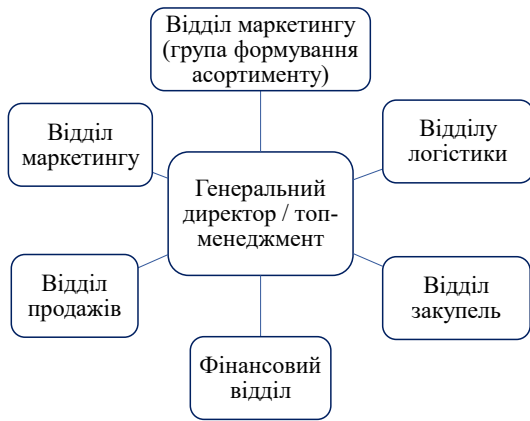 Відділ маркетингу
(група формування
асортименту)
Відділ
маркетингу
Відділу
логістики
Генеральний
директор / топ-
менеджмент
Відділ
продажів
Відділ
закупель
Фінансовий
відділ